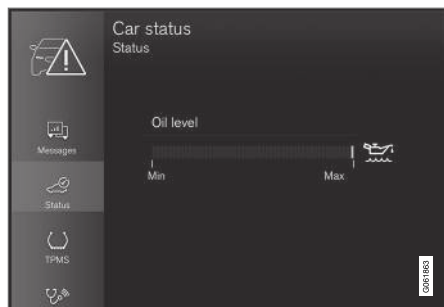 Car status
Status
Messages
Oil level
Min Max
Status
TPMS
G061863